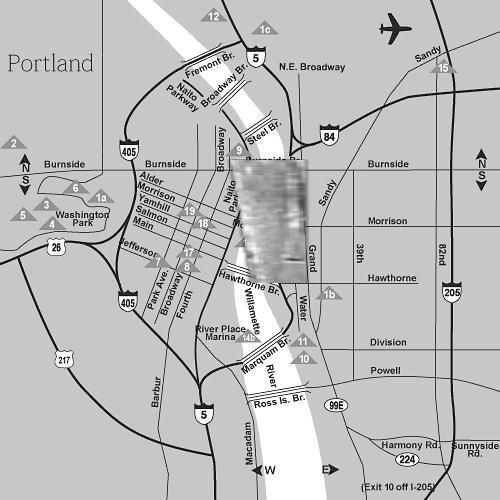 12
1c
Portland
5
Fremont Br.
Sandy
15
N.E. Broadway
Naito
Parkway
Broadway Br.
405
Steel Br.
84
2
9
Broadway
N
S
Burnside
Burnside
Burnside
N
S
6
1a
Alder
Morrison
Yamhill
Salmon
Main
Jefferson
Naito
Sandy
3
5
4
Washington
Park
19
18
Morrison
26
7
17
8
Grand
39th
82nd
Park Ave.
Broadway
Fourth
Hawthorne Br.
Hawthorne
405
Willamette
River
Water
1b
205
River Place
Marina
14b
Marquam Br.
11
10
Division
217
Powell
Barbur
5
Ross Is. Br.
99E
Macadam
Harmony Rd.
Sunnyside
Rd.
224
W
E
(Exit 10 off I-205)